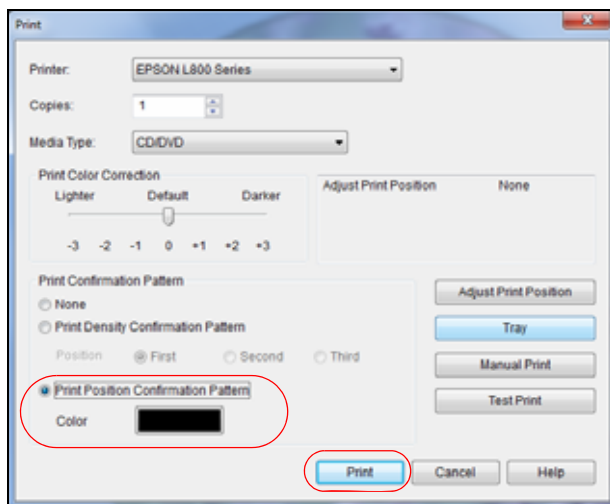 Print
Printer: EPSON L800 Series
Copies: 1
Media Type: CD/DVD
Print Color Correction
Lighter Default Darker
-3 -2 -1 0 +1 +2 +3
Adjust Print Position None
Print Confirmation Pattern
None
Print Density Confirmation Pattern
Position First Second Third
Print Position Confirmation Pattern
Color
Adjust Print Position
Tray
Manual Print
Test Print
Print Cancel Help